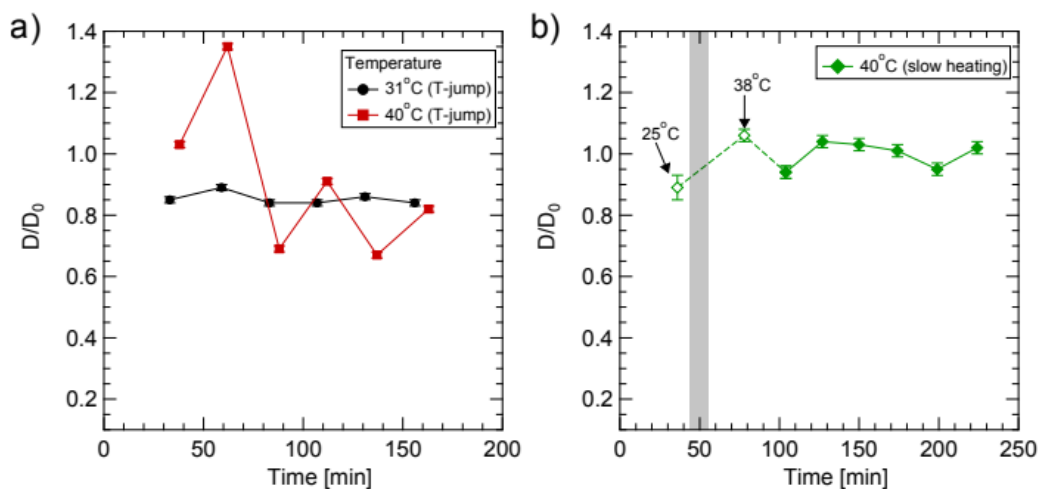 a)
1.4
1.2
1.0
0.8
0.6
0.4
0.2
D/D0
0
50
100
150
200
Time [min]
Temperature
31°C (T-jump)
40°C (T-jump)
b)
1.4
1.2
1.0
0.8
0.6
0.4
0.2
D/D0
0
50
100
150
200
250
Time [min]
40°C (slow heating)
25°C
38°C